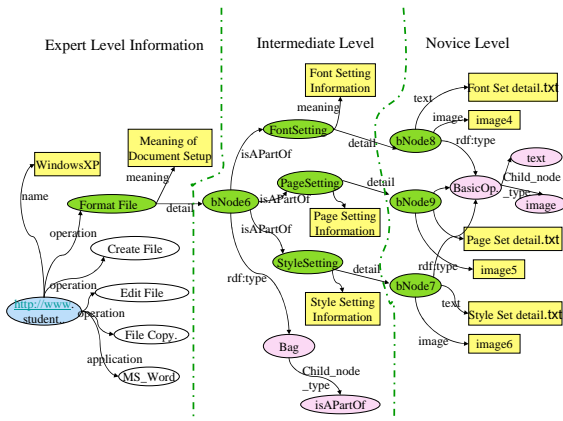 Expert Level Information
Intermediate Level
Novice Level
Font Setting
Information
text
Font Set detail.txt
meaning
image
image4
FontSetting
bNode8
Meaning of
Document Setup
WindowsXP
isAPartOf
detail
rdf:type
text
meaning
name
Format File
detail
bNode6
isAPartOf
PageSetting
detail
BasicOp.
Child_node
_type
image
bNode9
operation
Page Setting
Information
isAPartOf
Page Set detail.txt
Create File
StyleSetting
rdf:type
image5
operation
rdf:type
detail
bNode7
http://www.
student.
Edit File
operation
Style Setting
Information
text
Style Set detail.txt
File Copy.
Bag
image
image6
application
MS_Word
Child_node
_type
isAPartOf